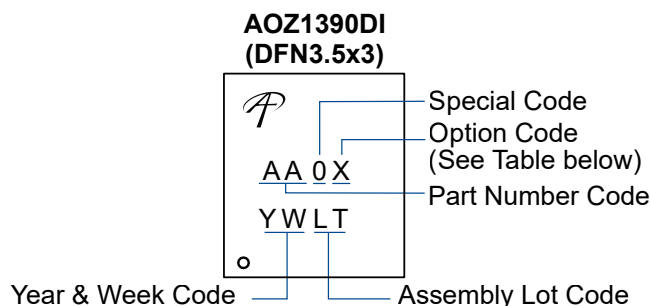 AOZ1390DI
(DFN3.5x3)
Special Code
Option Code
(See Table below)
AA0X
Part Number Code
YWLT
Year & Week Code
Assembly Lot Code